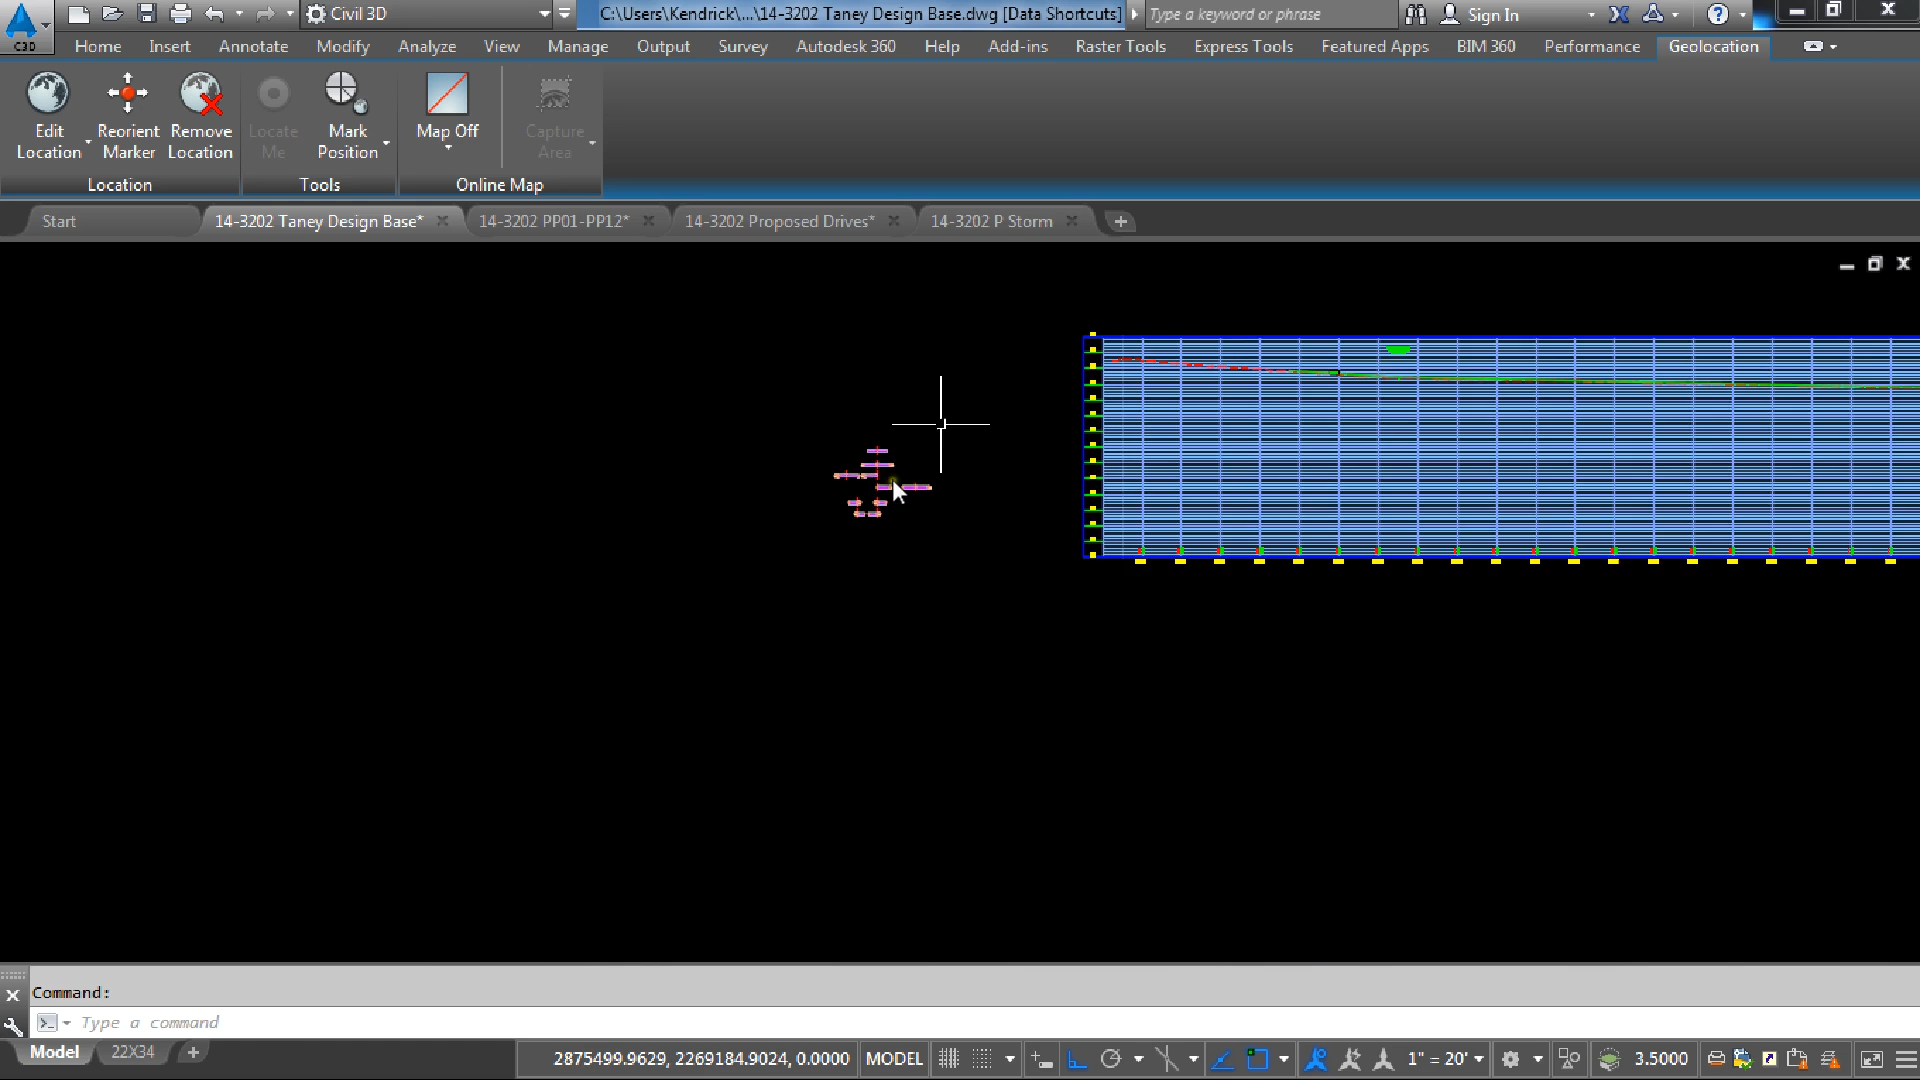 Civil 3D
C:\Users\Kendrick\...\14-3202 Taney Design Base.dwg [Data Shortcuts]
Type a keyword or phrase
Sign In
C3D
Home Insert Annotate Modify Analyze View Manage Output Survey Autodesk 360 Help Add-ins Raster Tools Express Tools Featured Apps BIM 360 Performance Geolocation
Edit Location
Reorient Marker
Remove Location
Locate Me
Mark Position
Map Off
Capture Area
Location Tools Online Map
Start 14-3202 Taney Design Base* 14-3202 PP01-PP12* 14-3202 Proposed Drives* 14-3202 P Storm
Command:
Type a command
Model 22X34
2875499.9629, 2269184.9024, 0.0000 MODEL 1" = 20' 3.5000